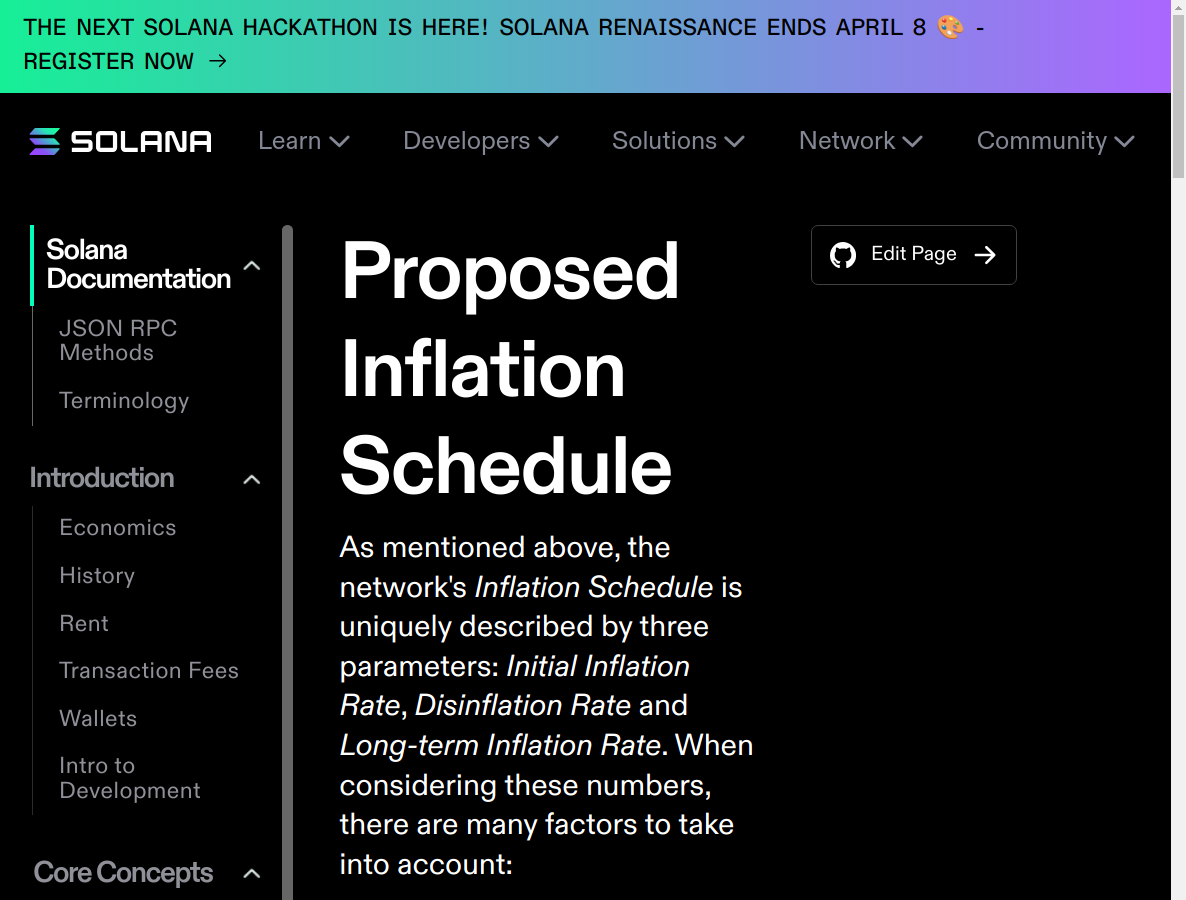 THE NEXT SOLANA HACKATHON IS HERE! SOLANA RENAISSANCE ENDS APRIL 8 🎨 -
REGISTER NOW →
SOLANA Learn Developers Solutions Network Community
Solana
Documentation
JSON RPC
Methods
Terminology
Introduction
Economics
History
Rent
Transaction Fees
Wallets
Intro to
Development
Core Concepts
Proposed
Inflation
Schedule
As mentioned above, the
network's Inflation Schedule is
uniquely described by three
parameters: Initial Inflation
Rate, Disinflation Rate and
Long-term Inflation Rate. When
considering these numbers,
there are many factors to take
into account:
Edit Page →